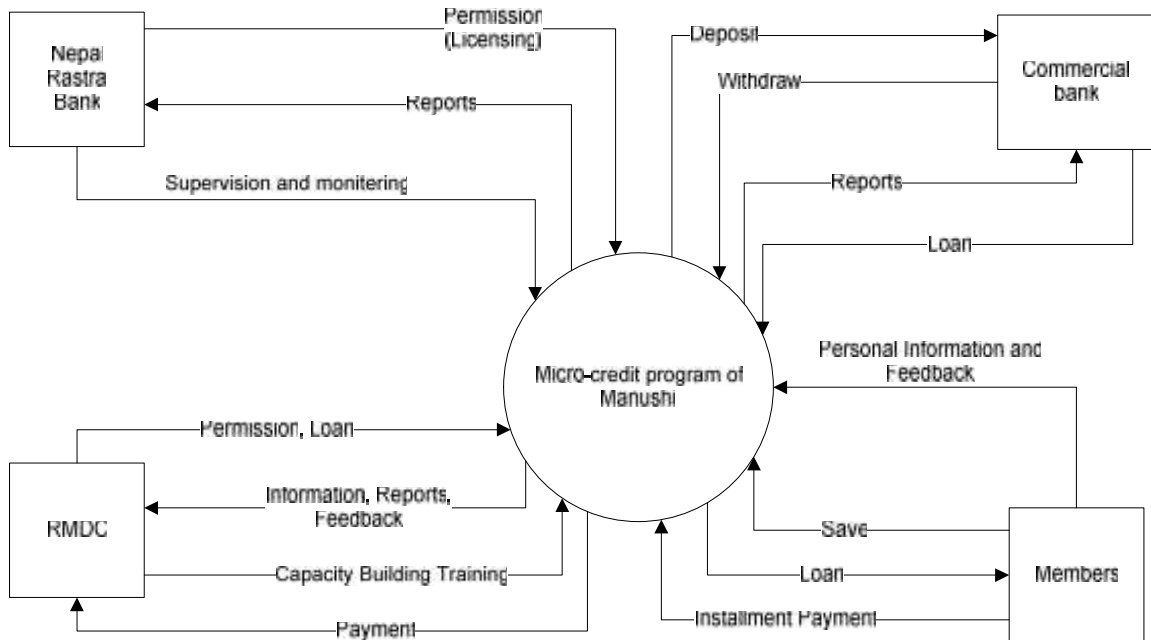 Permission
(Licensing)
Nepal
Rastra
Bank
Reports
Supervision and monitering
Deposit
Withdraw
Commercial
bank
Reports
Loan
Micro-credit program of
Manushi
Personal Information and
Feedback
Permission, Loan
Information, Reports,
Feedback
RMDC
Capacity Building Training
Payment
Save
Loan
Members
Installment Payment